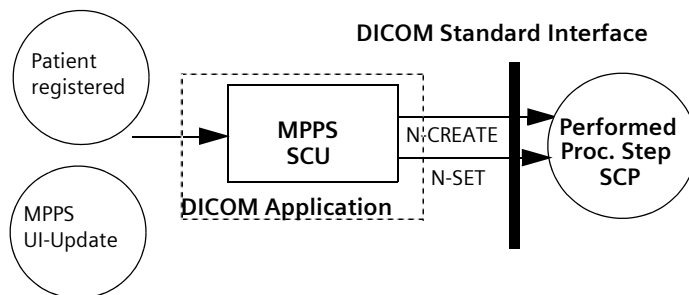 DICOM Standard Interface
Patient
registered
MPPS
SCU
N-CREATE
N-SET
Performed
Proc. Step
SCP
DICOM Application
MPPS
UI-Update